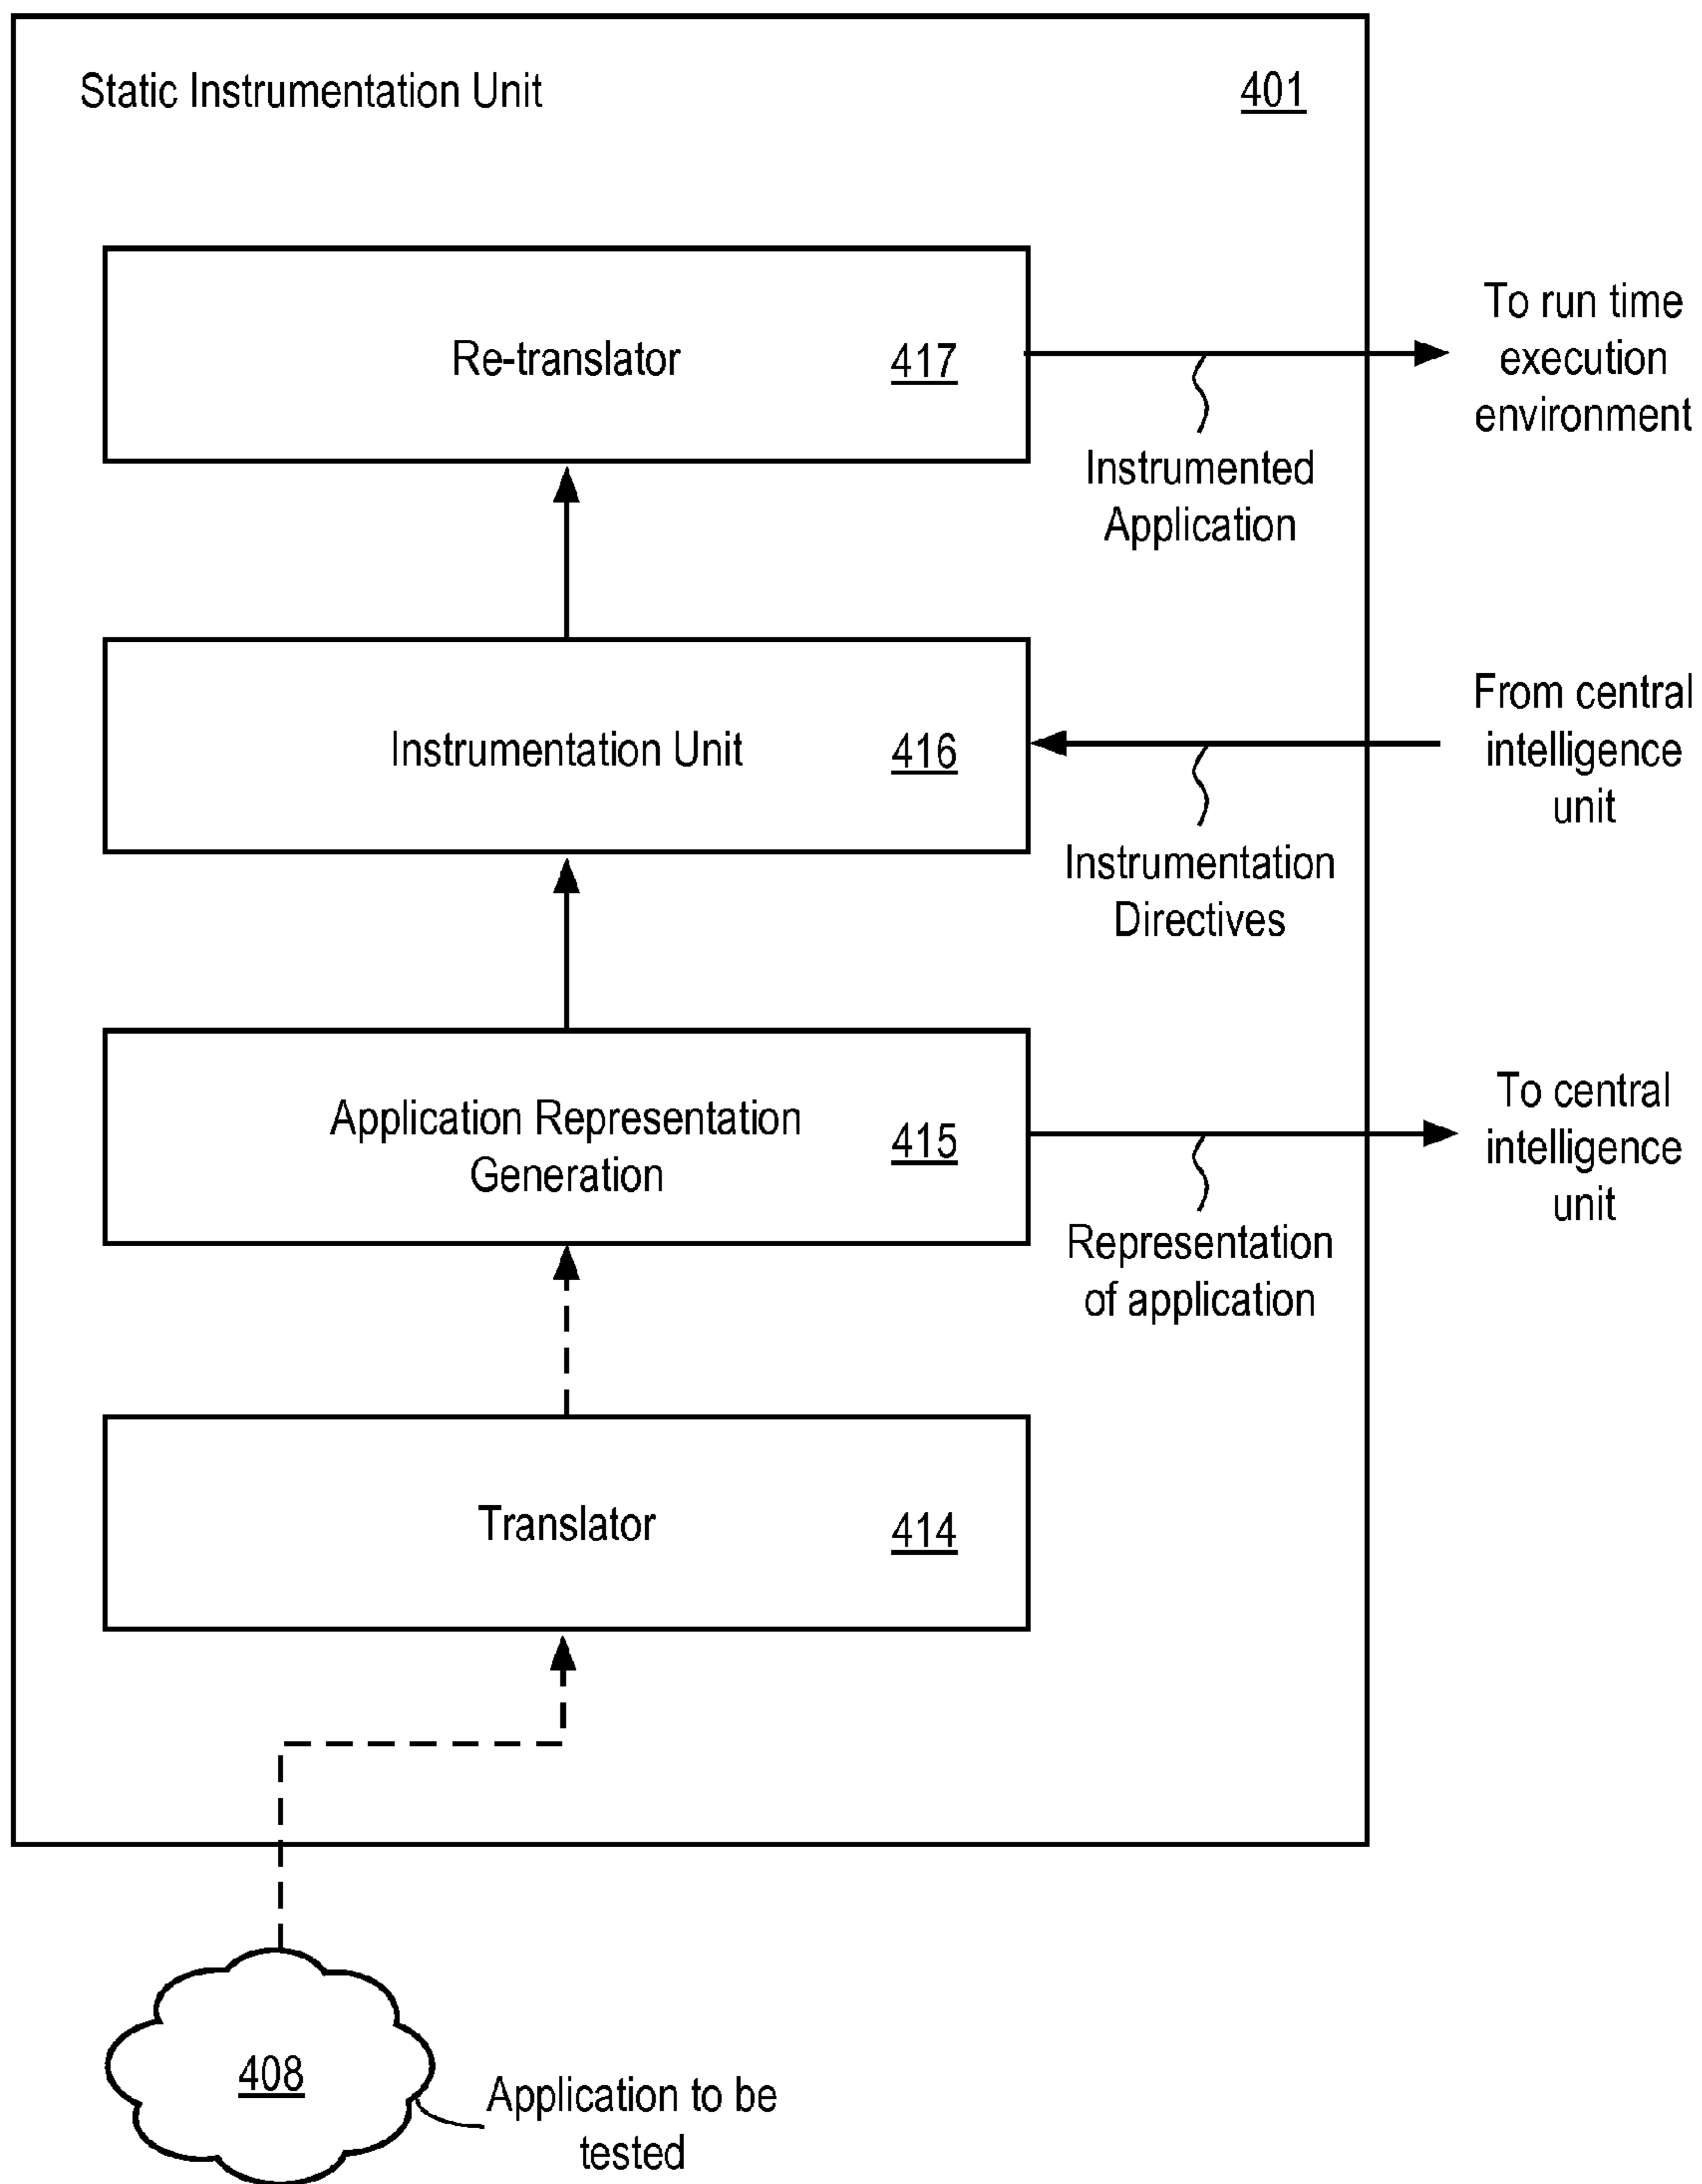 Static Instrumentation Unit 401
To run time
execution
environment
Re-translator 417
Instrumented
Application
From central
intelligence
unit
Instrumentation Unit 416
Instrumentation
Directives
To central
intelligence
unit
Application Representation
Generation
415
Representation
of application
Translator 414
408
Application to be
tested